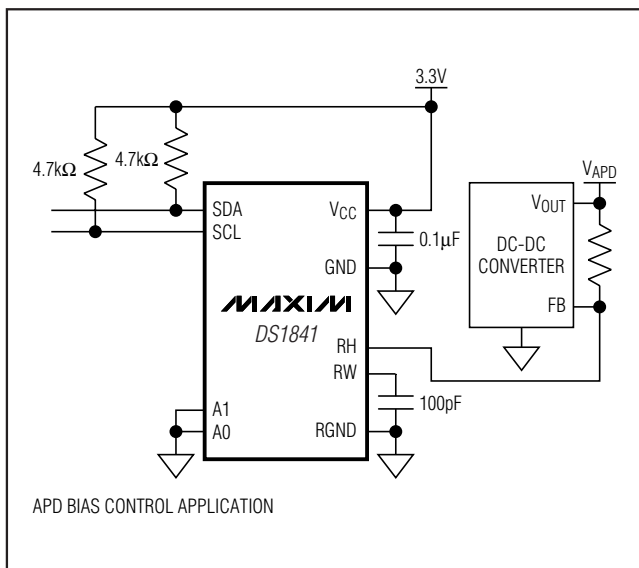 3.3V
4.7kΩ
4.7kΩ
VAPD
SDA
VCC
VOUT
SCL
0.1µF
DC-DC
CONVERTER
GND
FB
MAXIM
DS1841
RH
RW
100pF
A1
A0
RGND
APD BIAS CONTROL APPLICATION